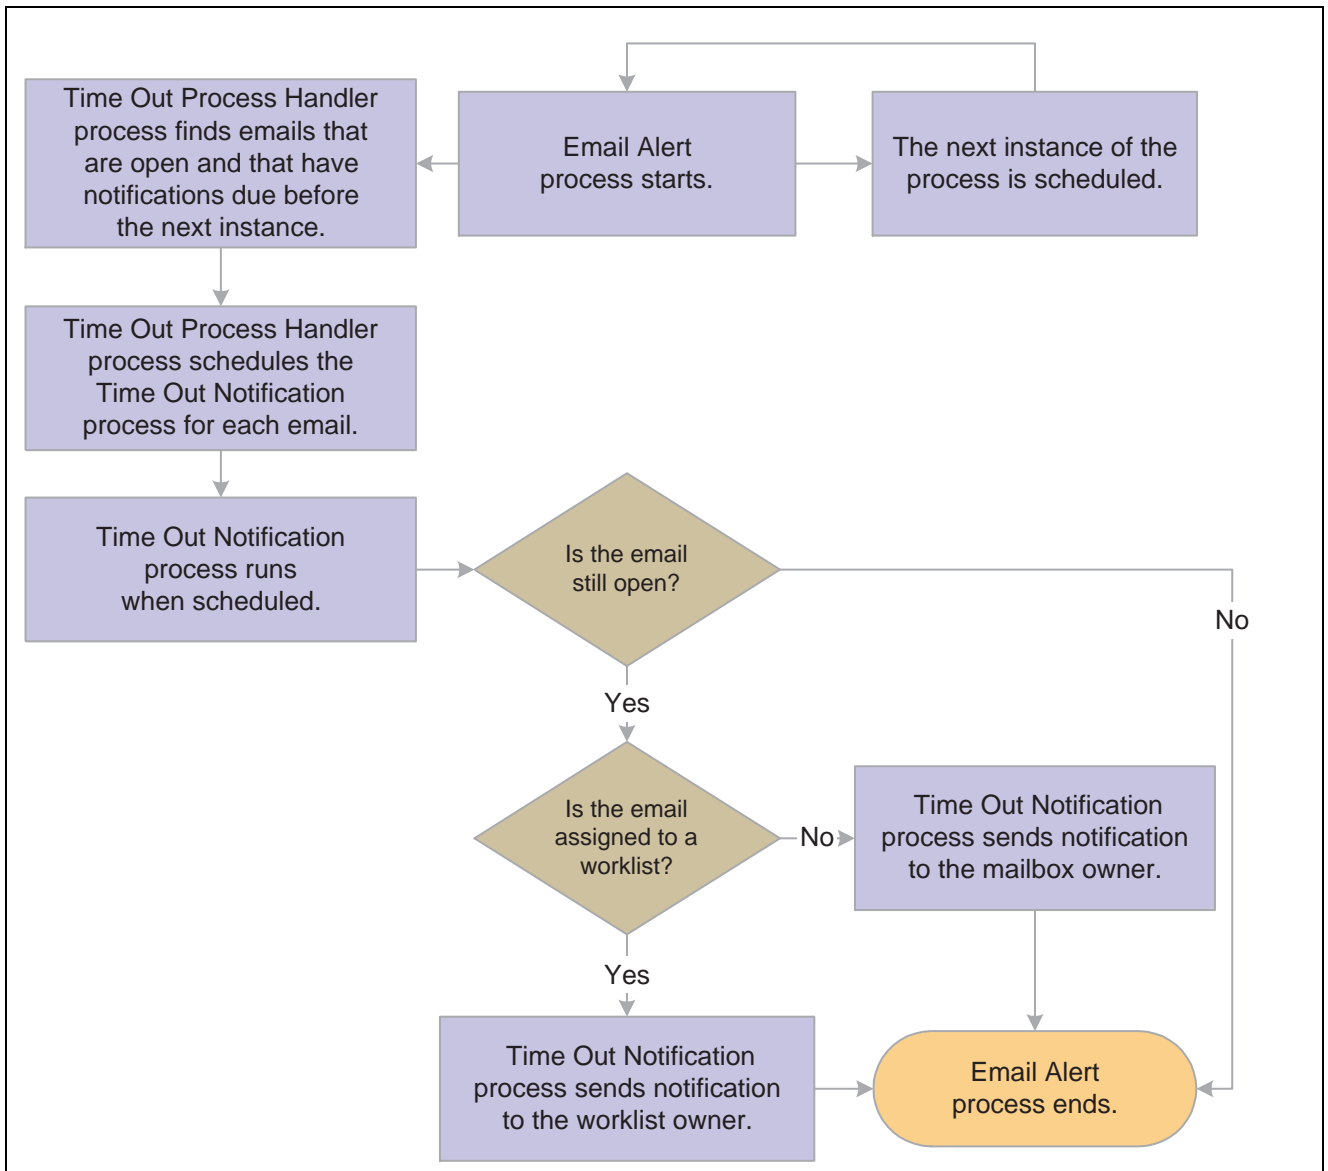 Time Out Process Handler
process finds emails that
are open and that have
notifications due before
the next instance.
Email Alert
process starts.
The next instance of the
process is scheduled.
Time Out Process Handler
process schedules the
Time Out Notification
process for each email.
Time Out Notification
process runs
when scheduled.
Is the email
still open?
No
Yes
Is the email
assigned to a
worklist?
No
Time Out Notification
process sends notification
to the mailbox owner.
Yes
Time Out Notification
process sends notification
to the worklist owner.
Email Alert
process ends.